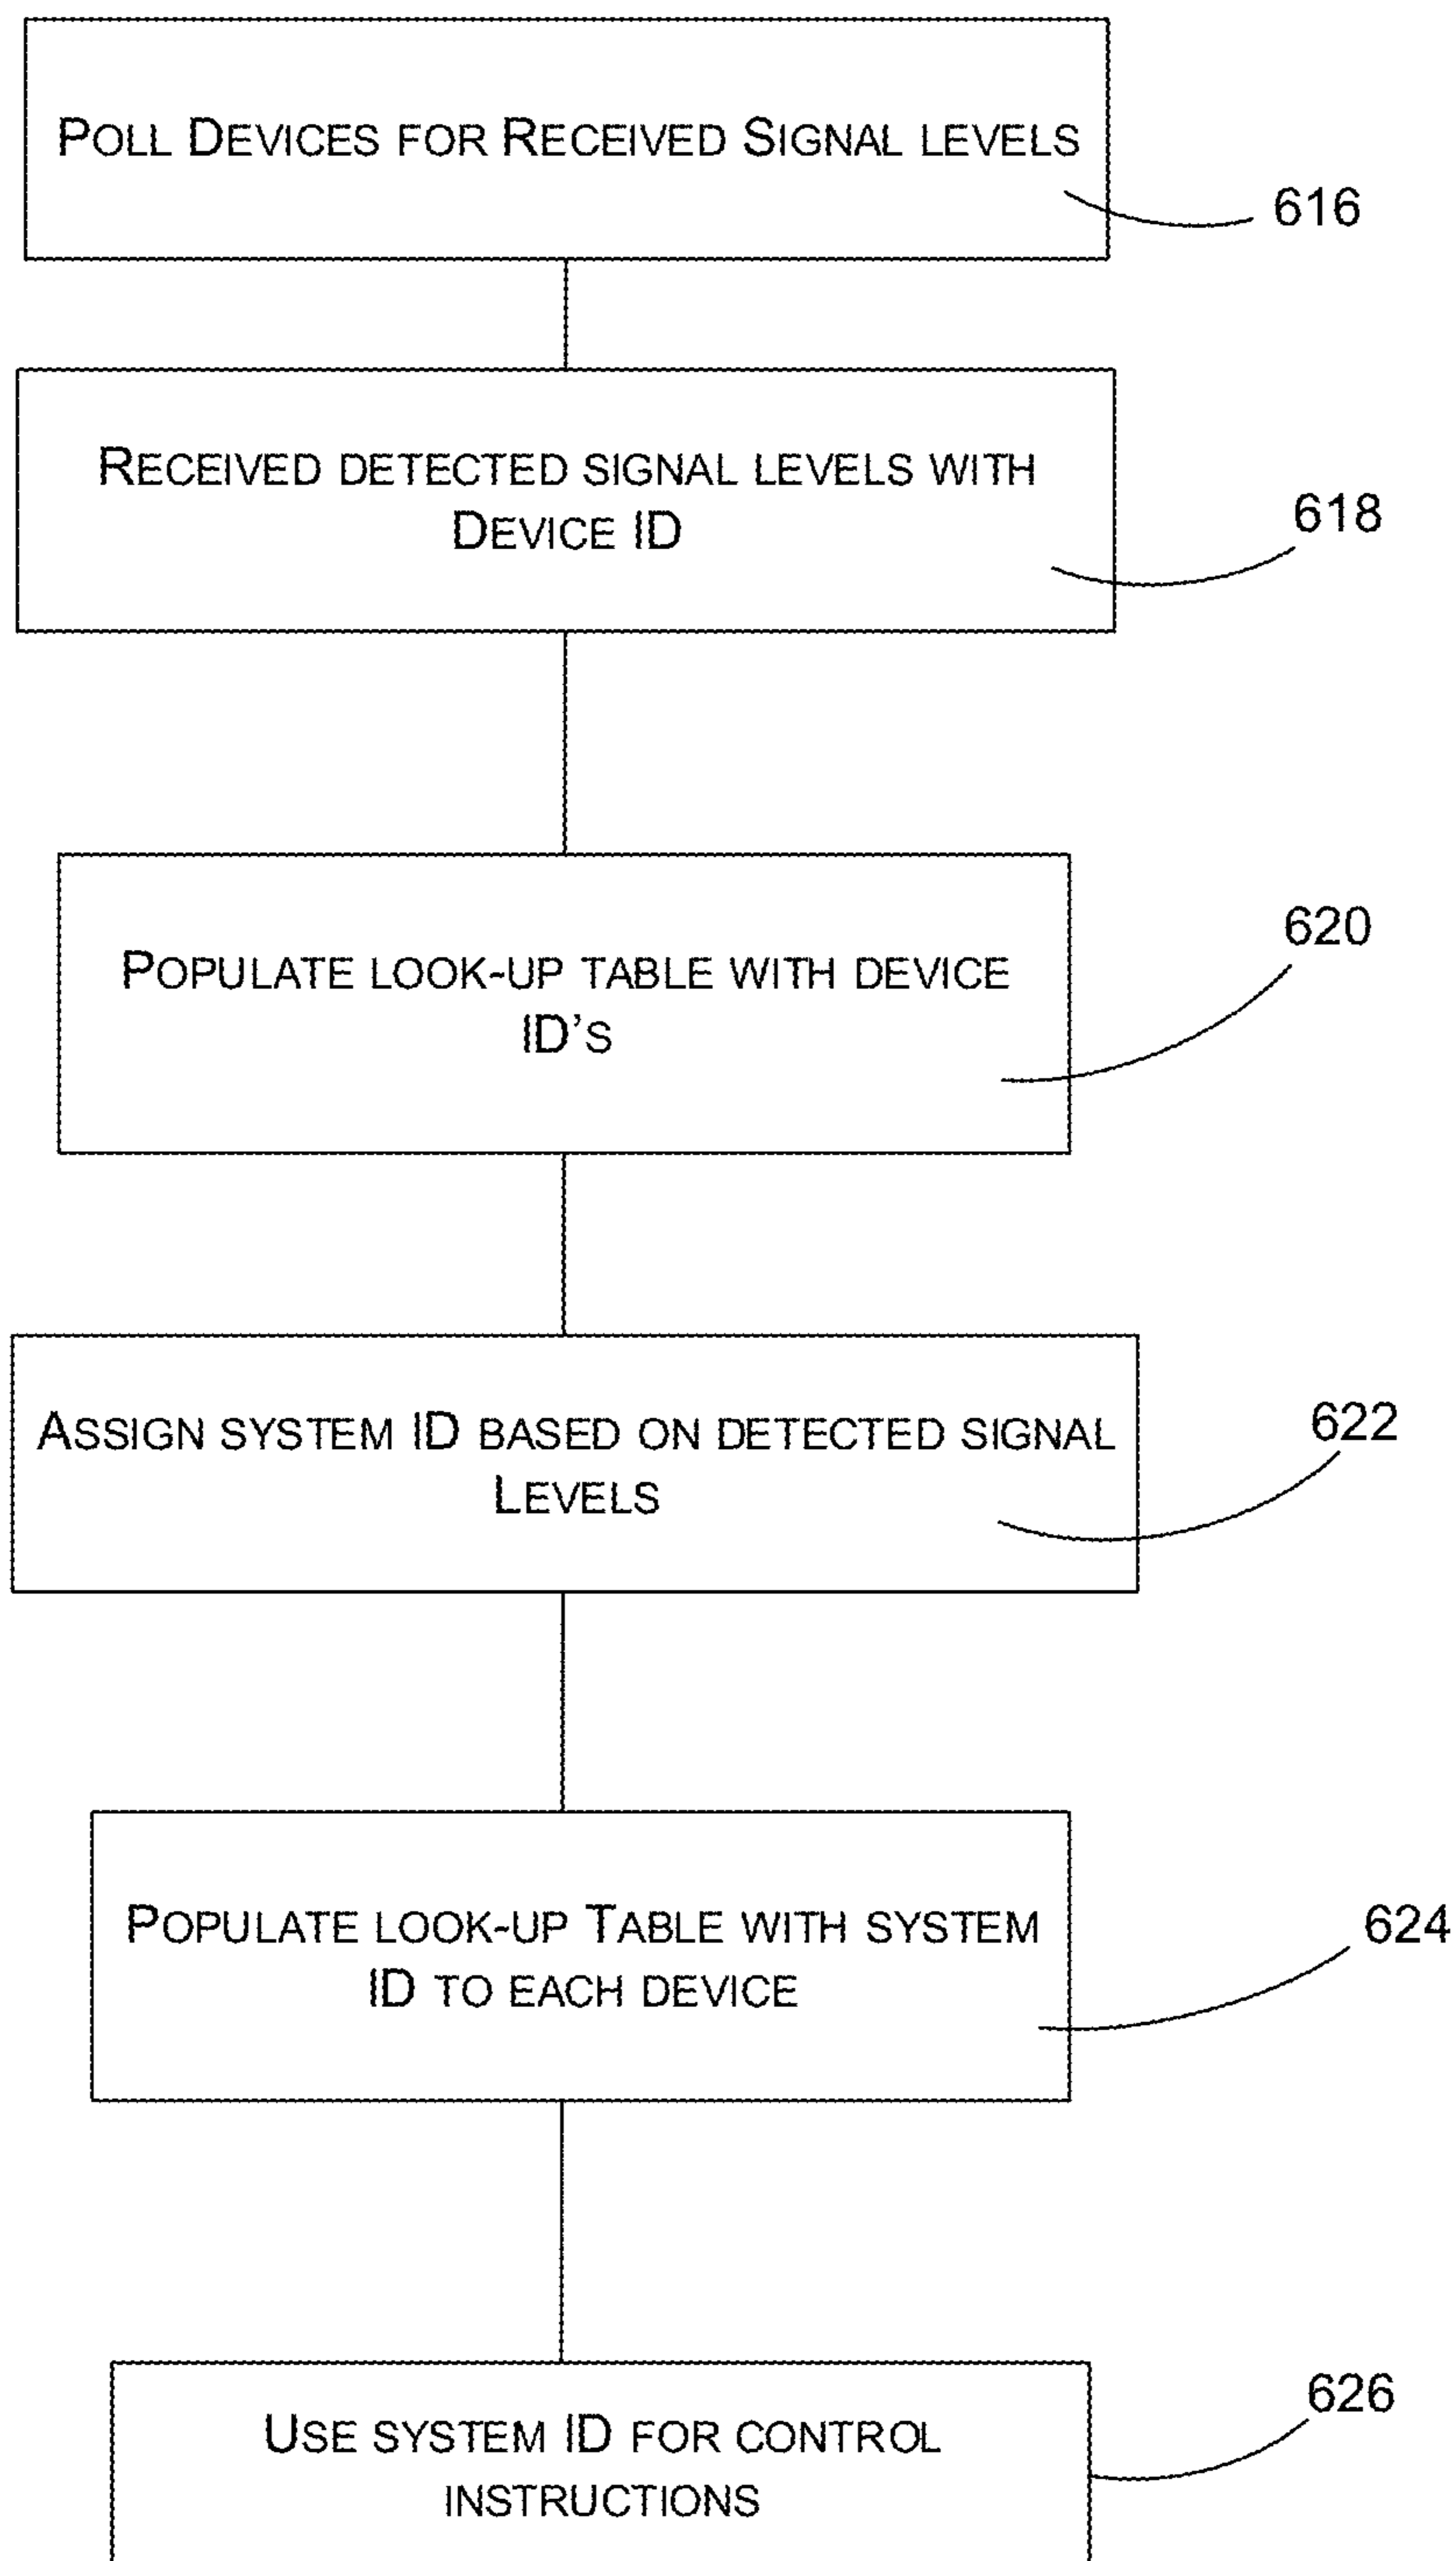 POLL DEVICES FOR RECEIVED SIGNAL LEVELS
616
RECEIVED DETECTED SIGNAL LEVELS WITH
DEVICE ID
618
POPULATE LOOK-UP TABLE WITH DEVICE
ID'S
620
ASSIGN SYSTEM ID BASED ON DETECTED SIGNAL
LEVELS
622
POPULATE LOOK-UP TABLE WITH SYSTEM
ID TO EACH DEVICE
624
USE SYSTEM ID FOR CONTROL
INSTRUCTIONS
626